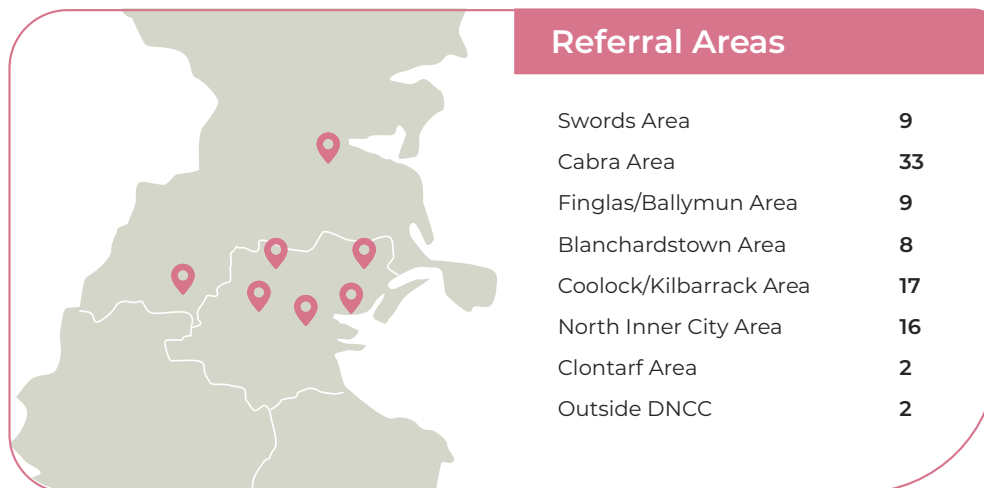 Referral Areas
Swords Area 9
Cabra Area 33
Finglas/Ballymun Area 9
Blanchardstown Area 8
Coolock/Kilbarrack Area 17
North Inner City Area 16
Clontarf Area 2
Outside DNCC 2